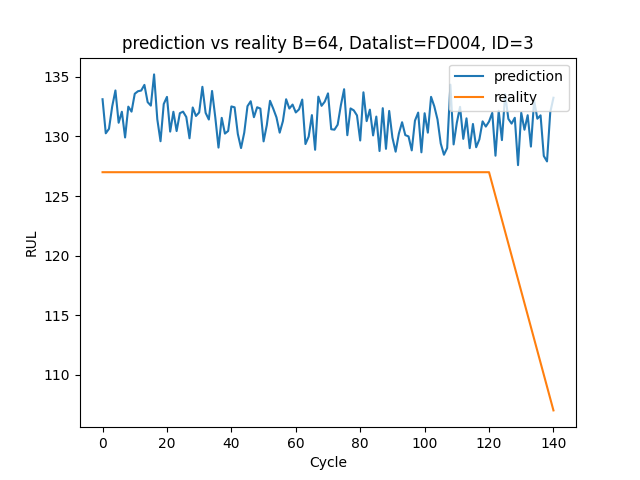 prediction vs reality B=64, Datalist=FD004, ID=3
prediction
reality
135
130
125
120
115
110
RUL
0 20 40 60 80 100 120 140
Cycle